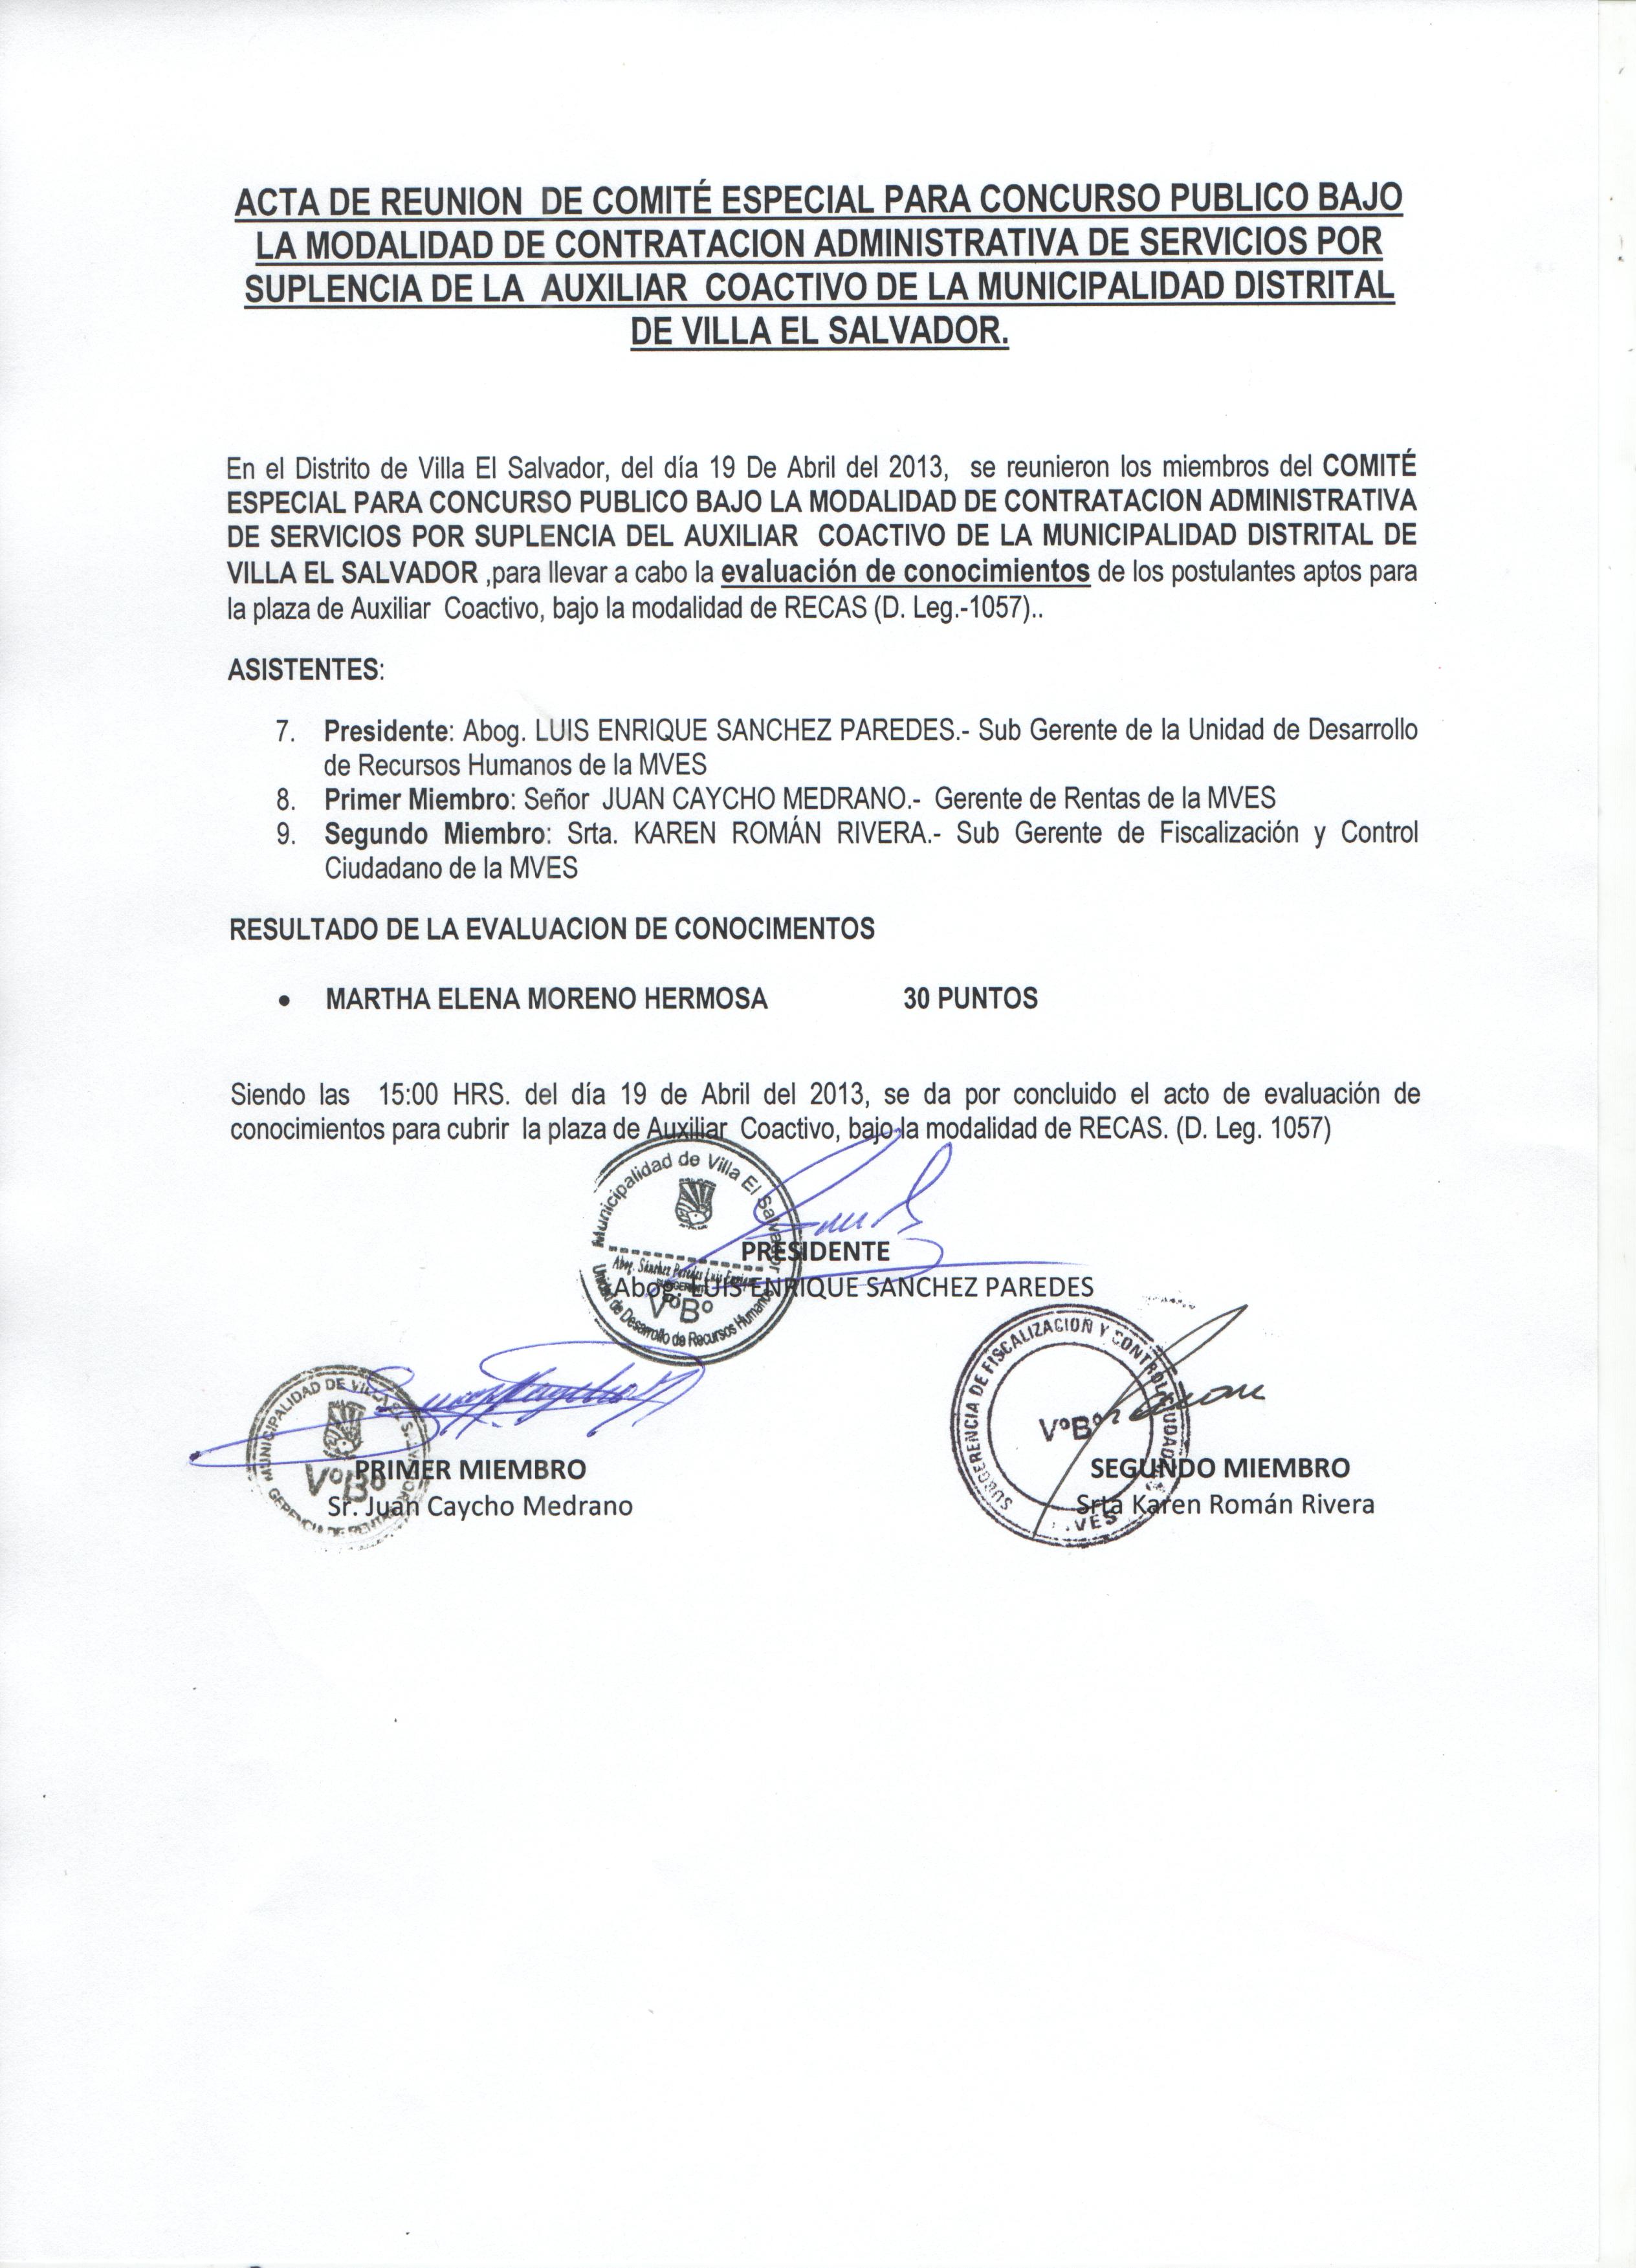 ACTA DE REUNION DE COMITÉ ESPECIAL PARA CONCURSO PUBLICO BAJO
LA MODALIDAD DE CONTRATACION ADMINISTRATIVA DE SERVICIOS POR
SUPLENCIA DE LA AUXILIAR COACTIVO DE LA MUNICIPALIDAD DISTRITAL
DE VILLA EL SALVADOR.
En el Distrito de Villa El Salvador, del día 19 De Abril del 2013, se reunieron los miembros del COMITÉ
ESPECIAL PARA CONCURSO PUBLICO BAJO LA MODALIDAD DE CONTRATACION ADMINISTRATIVA
DE SERVICIOS POR SUPLENCIA DEL AUXILIAR COACTIVO DE LA MUNICIPALIDAD DISTRITAL DE
VILLA EL SALVADOR ,para llevar a cabo la evaluación de conocimientos de los postulantes aptos para
la plaza de Auxiliar Coactivo, bajo la modalidad de RECAS (D. Leg.-1057)..
ASISTENTES:
7. Presidente: Abog. LUIS ENRIQUE SANCHEZ PAREDES.- Sub Gerente de la Unidad de Desarrollo
de Recursos Humanos de la MVES
8. Primer Miembro: Señor JUAN CAYCHO MEDRANO.- Gerente de Rentas de la MVES
9. Segundo Miembro: Srta. KAREN ROMÁN RIVERA.- Sub Gerente de Fiscalización y Control
Ciudadano de la MVES
RESULTADO DE LA EVALUACION DE CONOCIMENTOS
• MARTHA ELENA MORENO HERMOSA 30 PUNTOS
Siendo las 15:00 HRS. del día 19 de Abril del 2013, se da por concluido el acto de evaluación de
conocimientos para cubrir la plaza de Auxiliar Coactivo, bajo la modalidad de RECAS. (D. Leg. 1057)
Municipalidad de Villa El Salvador
Abog. Sánchez Paredes Luis Enrique
VºBº
Unidad de Desarrollo de Recursos Humanos
PRESIDENTE
Abog. LUIS ENRIQUE SANCHEZ PAREDES
MUNICIPALIDAD DE VILLA EL
VºBº
GERENCIA DE RENTAS
PRIMER MIEMBRO
Sr. Juan Caycho Medrano
SUBGERENCIA DE FISCALIZACIÓN Y CONTROL
VºBº
SEGUNDO MIEMBRO
Srta Karen Román Rivera